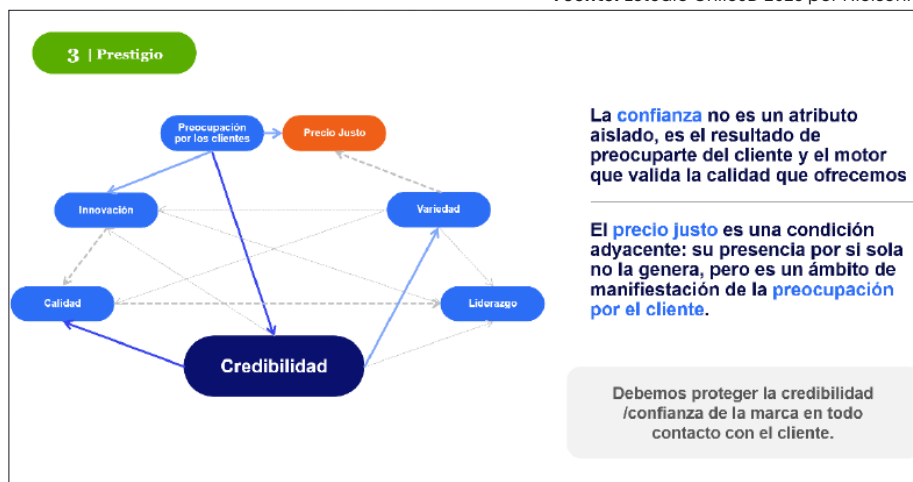 3 | Prestigio
Preocupación
por los clientes
Precio Justo
Innovación
Variedad
Calidad
Liderazgo
Credibilidad
La confianza no es un atributo
aislado, es el resultado de
preocuparte del cliente y el motor
que valida la calidad que ofrecemos
El precio justo es una condición
adyacente: su presencia por si sola
no la genera, pero es un ámbito de
manifiestación de la preocupación
por el cliente.
Debemos proteger la credibilidad
/confianza de la marca en todo
contacto con el cliente.